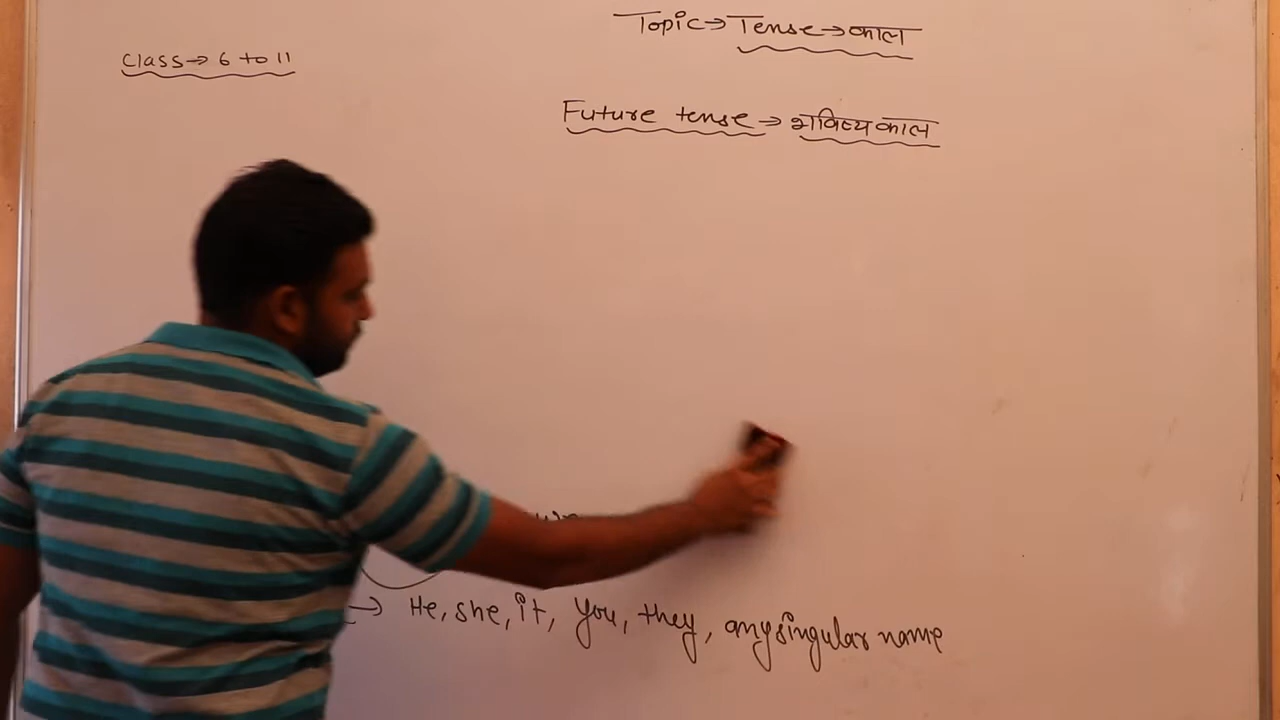 Topic→Tense→काल
Class→ 6 to 11
Future tense→भविष्य काल
→ He, she, it, you, they, any singular name